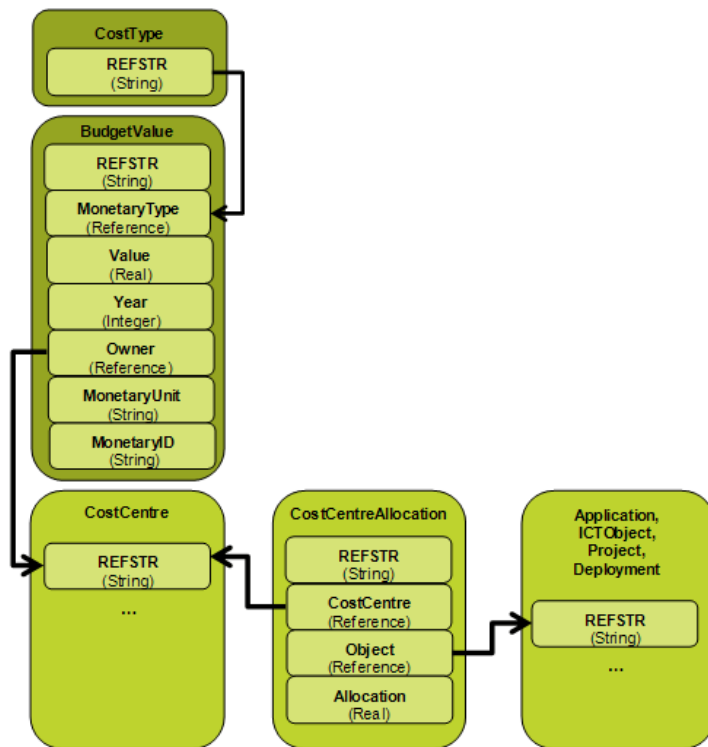 CostType
REFSTR
(String)
BudgetValue
REFSTR
(String)
MonetaryType
(Reference)
Value
(Real)
Year
(Integer)
Owner
(Reference)
MonetaryUnit
(String)
MonetaryID
(String)
CostCentre
REFSTR
(String)
...
CostCentreAllocation
REFSTR
(String)
CostCentre
(Reference)
Object
(Reference)
Allocation
(Real)
Application,
ICTObject,
Project,
Deployment
REFSTR
(String)
...